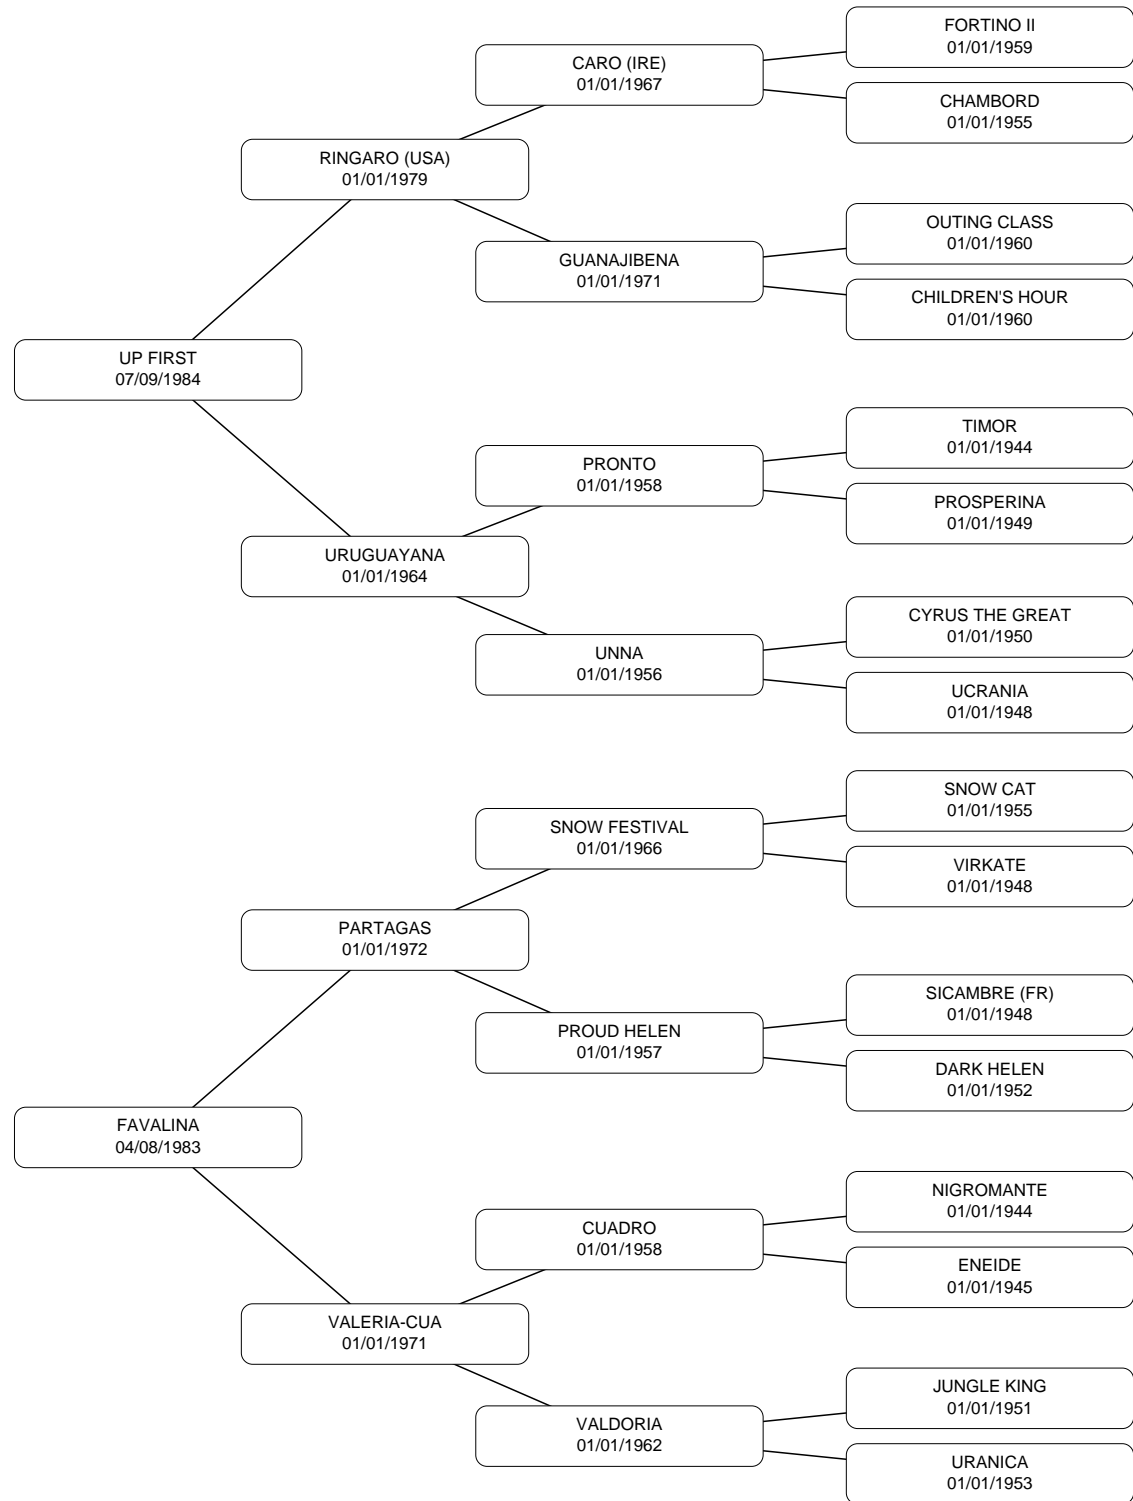 FORTINO II
01/01/1959
CARO (IRE)
01/01/1967
CHAMBORD
01/01/1955
RINGARO (USA)
01/01/1979
OUTING CLASS
01/01/1960
GUANAJIBENA
01/01/1971
CHILDREN'S HOUR
01/01/1960
UP FIRST
07/09/1984
TIMOR
01/01/1944
PRONTO
01/01/1958
PROSPERINA
01/01/1949
URUGUAYANA
01/01/1964
CYRUS THE GREAT
01/01/1950
UNNA
01/01/1956
UCRANIA
01/01/1948
SNOW CAT
01/01/1955
SNOW FESTIVAL
01/01/1966
VIRKATE
01/01/1948
PARTAGAS
01/01/1972
SICAMBRE (FR)
01/01/1948
PROUD HELEN
01/01/1957
DARK HELEN
01/01/1952
FAVALINA
04/08/1983
NIGROMANTE
01/01/1944
CUADRO
01/01/1958
ENEIDE
01/01/1945
VALERIA-CUA
01/01/1971
JUNGLE KING
01/01/1951
VALDORIA
01/01/1962
URANICA
01/01/1953